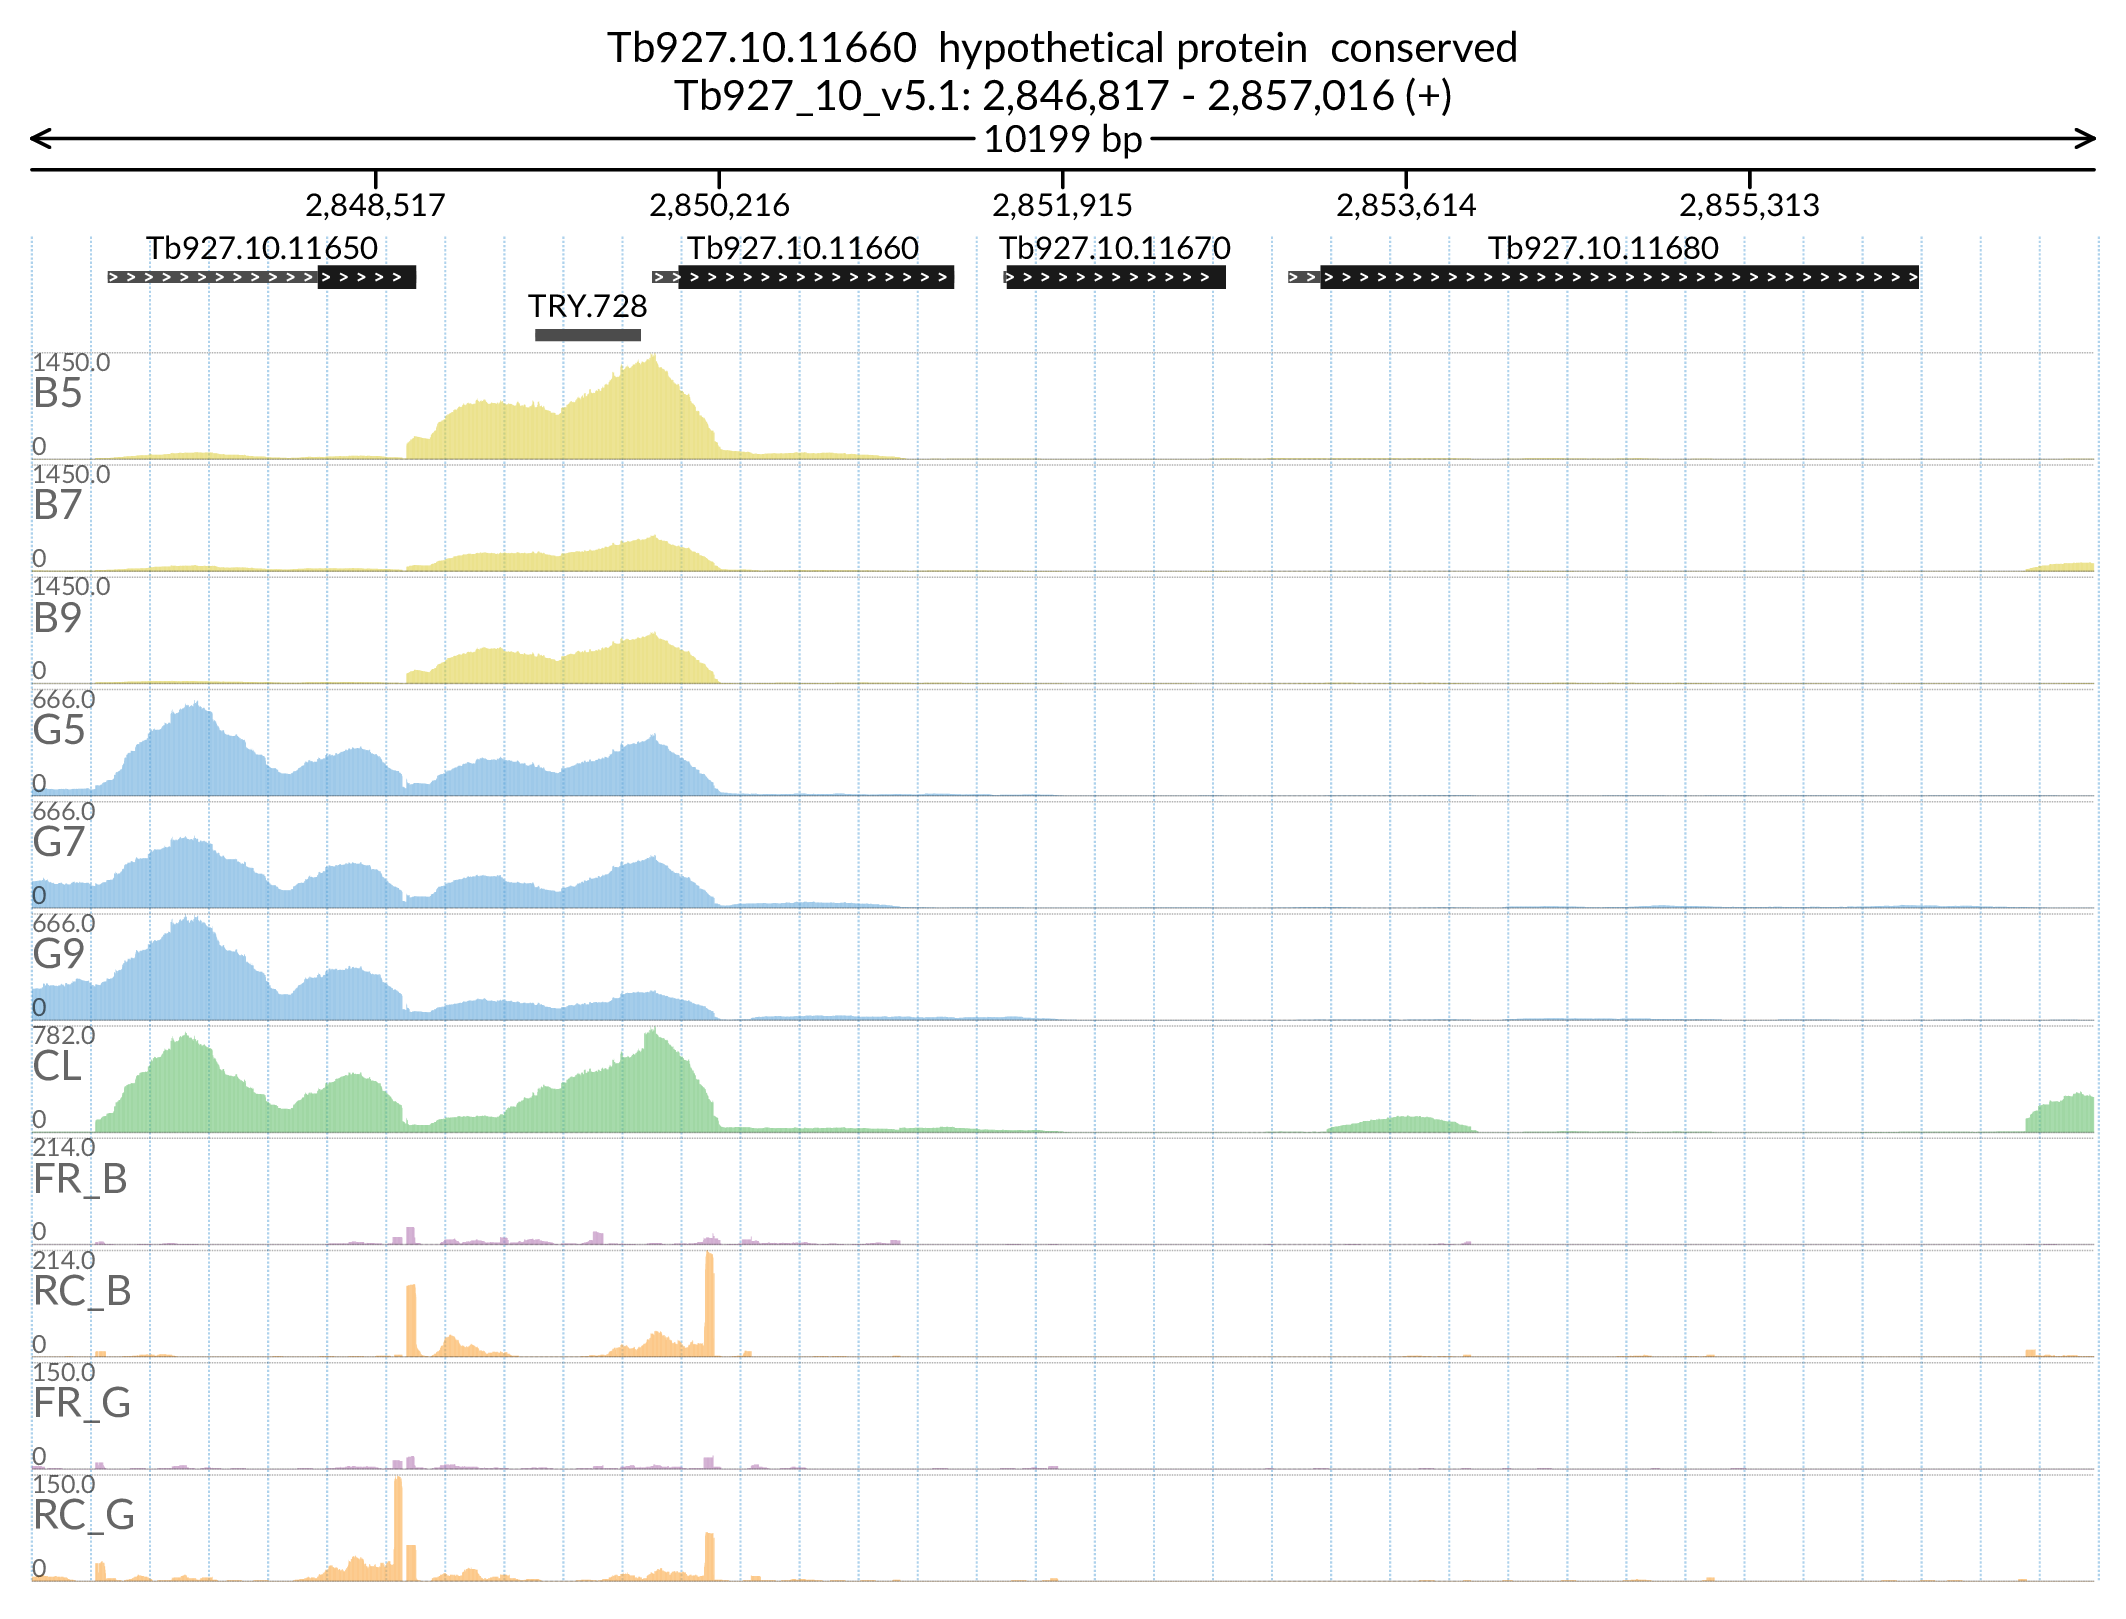 Tb927.10.11660 hypothetical protein conserved
Tb927_10_v5.1: 2,846,817 - 2,857,016 (+)
10199 bp
2,848,517 2,850,216 2,851,915 2,853,614 2,855,313
Tb927.10.11650 Tb927.10.11660 Tb927.10.11670 Tb927.10.11680
TRY.728
1450.0
B5
0
1450.0
B7
0
1450.0
B9
0
666.0
G5
0
666.0
G7
0
666.0
G9
0
782.0
CL
0
214.0
FR_B
0
214.0
RC_B
0
150.0
FR_G
0
150.0
RC_G
0